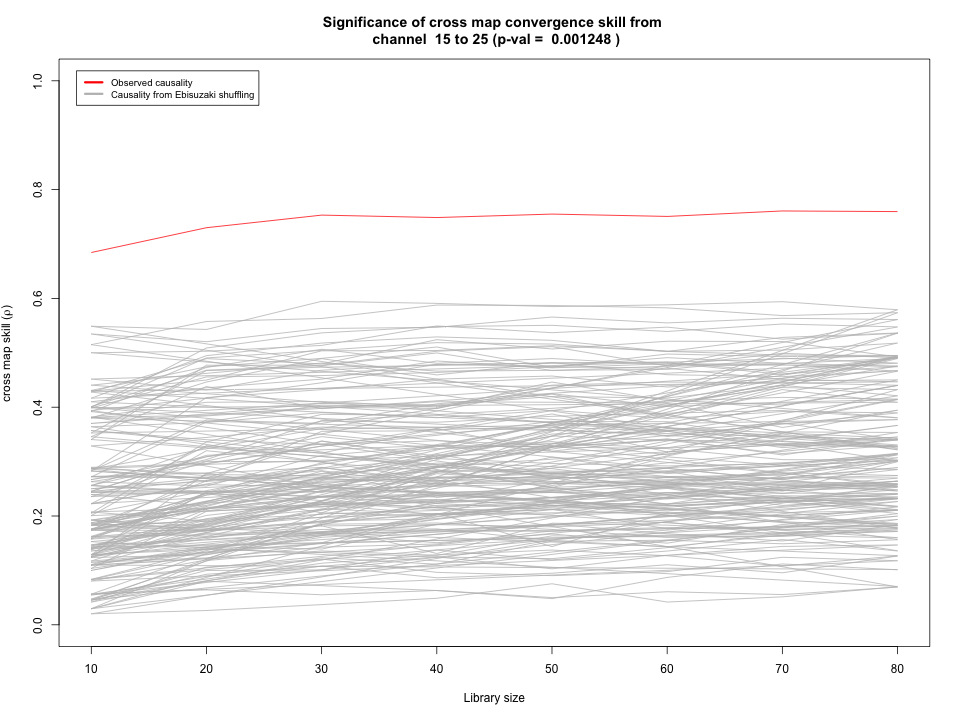 Significance of cross map convergence skill from
channel  15 to 25 (p-val =  0.001248 )
Observed causality
Causality from Ebisuzaki shuffling
cross map skill (ρ)
1.0
0.8
0.6
0.4
0.2
0.0
10 20 30 40 50 60 70 80
Library size